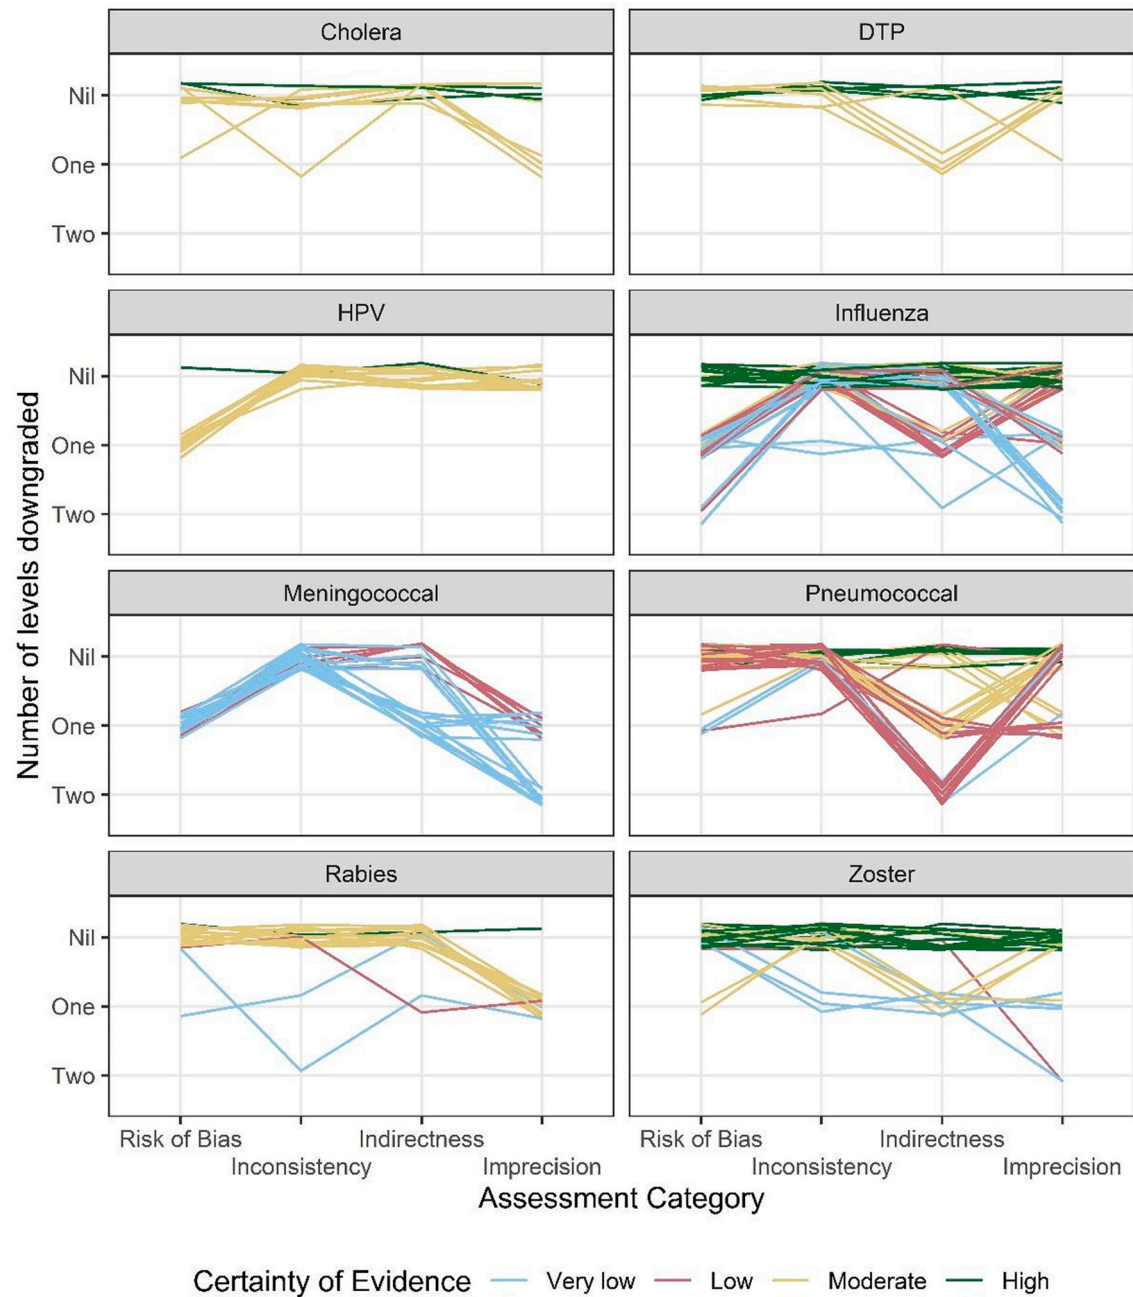 Cholera
DTP
Nil
One
Two
HPV
Influenza
Nil
One
Two
Meningococcal
Pneumococcal
Nil
One
Two
Rabies
Zoster
Nil
One
Two
Number of levels downgraded
Risk of Bias
Indirectness
Risk of Bias
Indirectness
Inconsistency
Imprecision
Inconsistency
Imprecision
Assessment Category
Certainty of Evidence Very low Low Moderate High